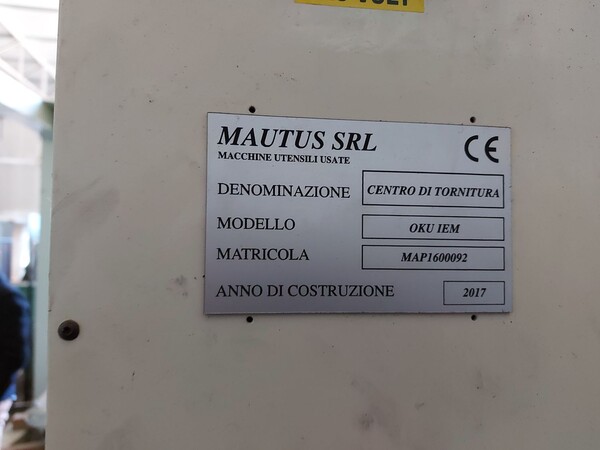 VOLT
MAUTUS SRL
MACCHINE UTENSILI USATE
CE
DENOMINAZIONE CENTRO DI TORNITURA
MODELLO OKU IEM
MATRICOLA MAP1600092
ANNO DI COSTRUZIONE 2017